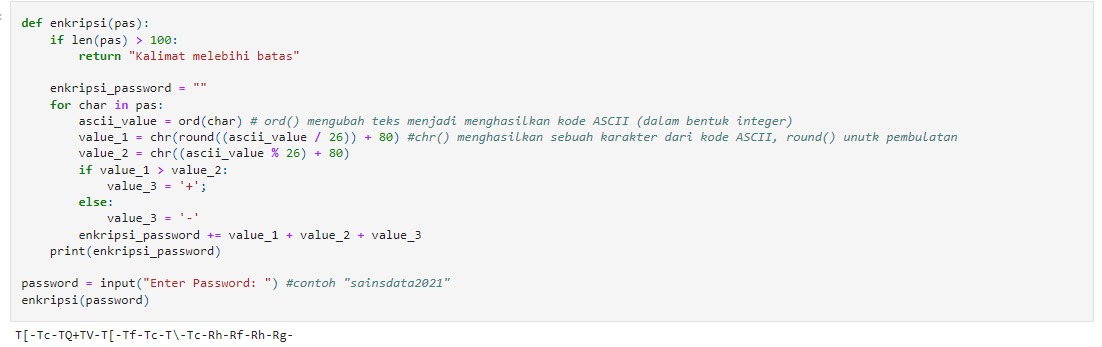 def enkripsi(pas):
    if len(pas) > 100:
        return "Kalimat melebihi batas"
    enkripsi_password = ""
    for char in pas:
        ascii_value = ord(char) # ord() mengubah teks menjadi menghasilkan kode ASCII (dalam bentuk integer)
        value_1 = chr(round((ascii_value / 26)) + 80) #chr() menghasilkan sebuah karakter dari kode ASCII, round() unutk pembulatan
        value_2 = chr((ascii_value % 26) + 80)
        if value_1 > value_2:
            value_3 = '+';
        else:
            value_3 = '-'
        enkripsi_password += value_1 + value_2 + value_3
    print(enkripsi_password)
password = input("Enter Password: ") #contoh "sainsdata2021"
enkripsi(password)
T[-Tc-TQ+TV-T[-Tf-Tc-T\-Tc-Rh-Rf-Rh-Rg-